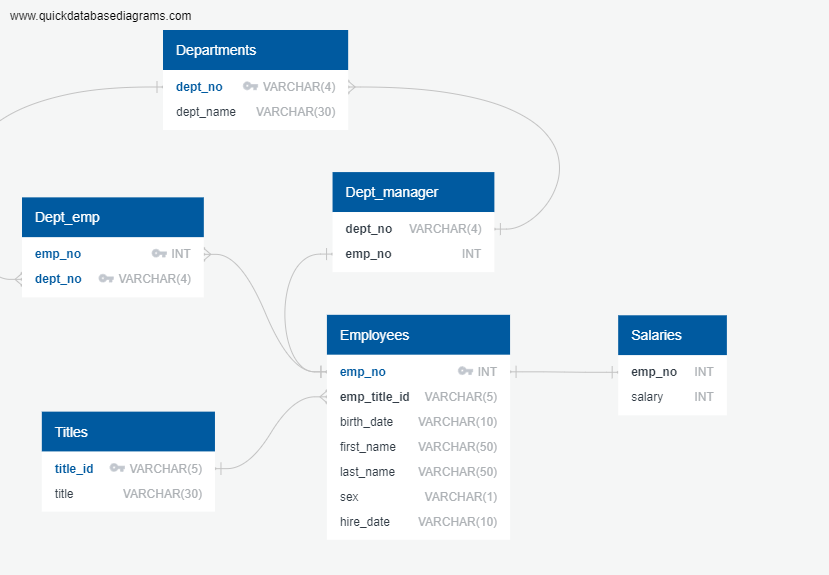 www.quickdatabasediagrams.com
Departments
dept_no VARCHAR(4)
dept_name VARCHAR(30)
Dept_manager
dept_no VARCHAR(4)
emp_no INT
Dept_emp
emp_no INT
dept_no VARCHAR(4)
Employees
emp_no INT
emp_title_id VARCHAR(5)
birth_date VARCHAR(10)
first_name VARCHAR(50)
last_name VARCHAR(50)
sex VARCHAR(1)
hire_date VARCHAR(10)
Salaries
emp_no INT
salary INT
Titles
title_id VARCHAR(5)
title VARCHAR(30)